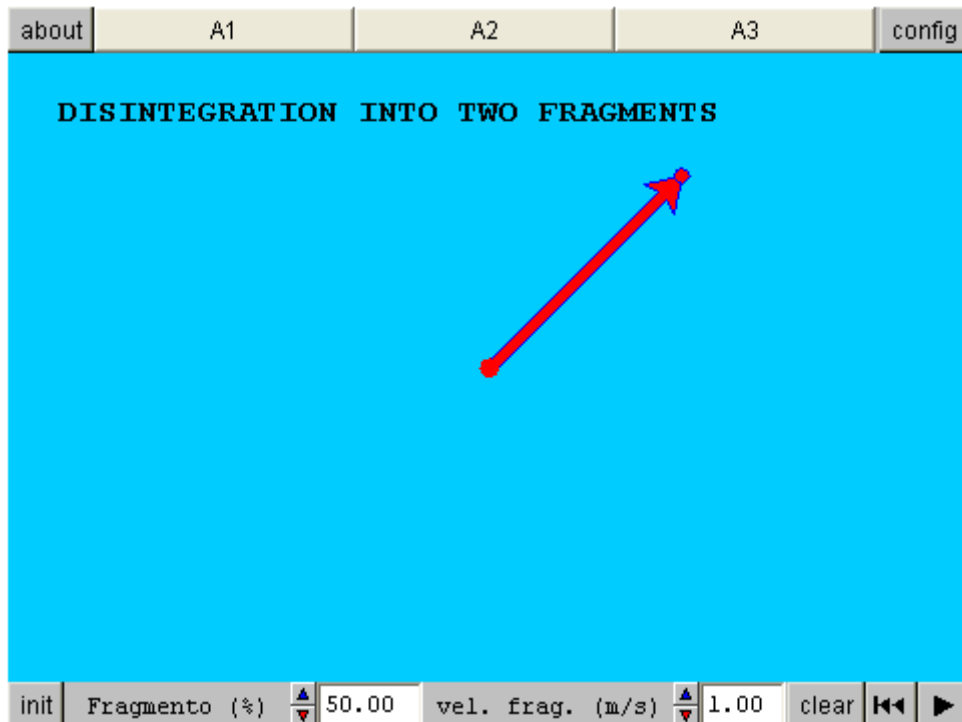 about A1 A2 A3 config
DISINTEGRATION INTO TWO FRAGMENTS
init Fragmento (%) 50.00 vel. frag. (m/s) 1.00 clear